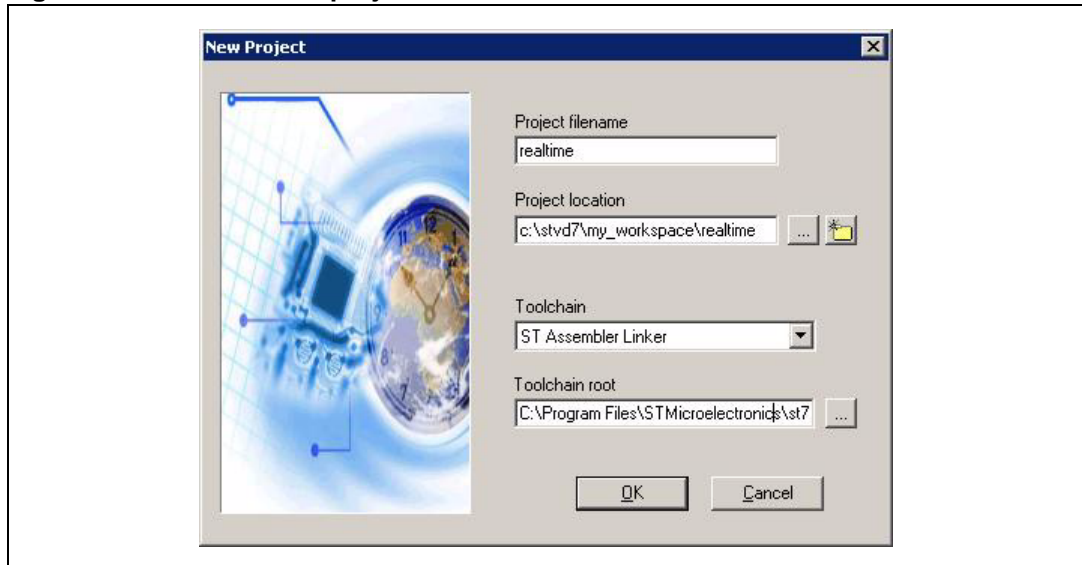 New Project
Project filename
realtime
Project location
c:\stvd7\my_workspace\realtime
...
Toolchain
ST Assembler Linker
Toolchain root
C:\Program Files\STMicroelectronics\st7
...
OK
Cancel